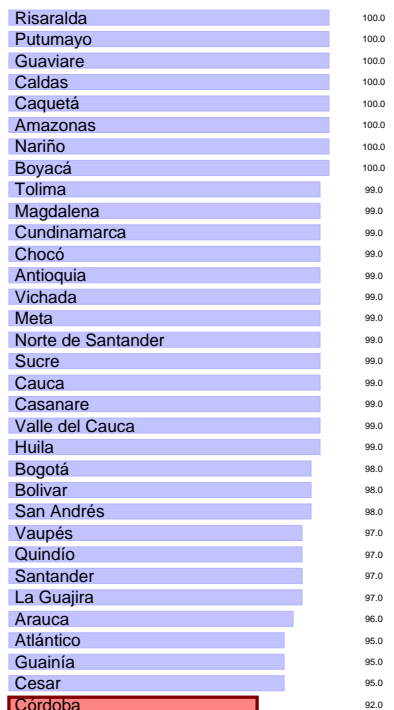 Risaralda 100.0
Putumayo 100.0
Guaviare 100.0
Caldas 100.0
Caquetá 100.0
Amazonas 100.0
Nariño 100.0
Boyacá 100.0
Tolima 99.0
Magdalena 99.0
Cundinamarca 99.0
Chocó 99.0
Antioquia 99.0
Vichada 99.0
Meta 99.0
Norte de Santander 99.0
Sucre 99.0
Cauca 99.0
Casanare 99.0
Valle del Cauca 99.0
Huila 99.0
Bogotá 98.0
Bolivar 98.0
San Andrés 98.0
Vaupés 97.0
Quindío 97.0
Santander 97.0
La Guajira 97.0
Arauca 96.0
Atlántico 95.0
Guainía 95.0
Cesar 95.0
Córdoba 92.0